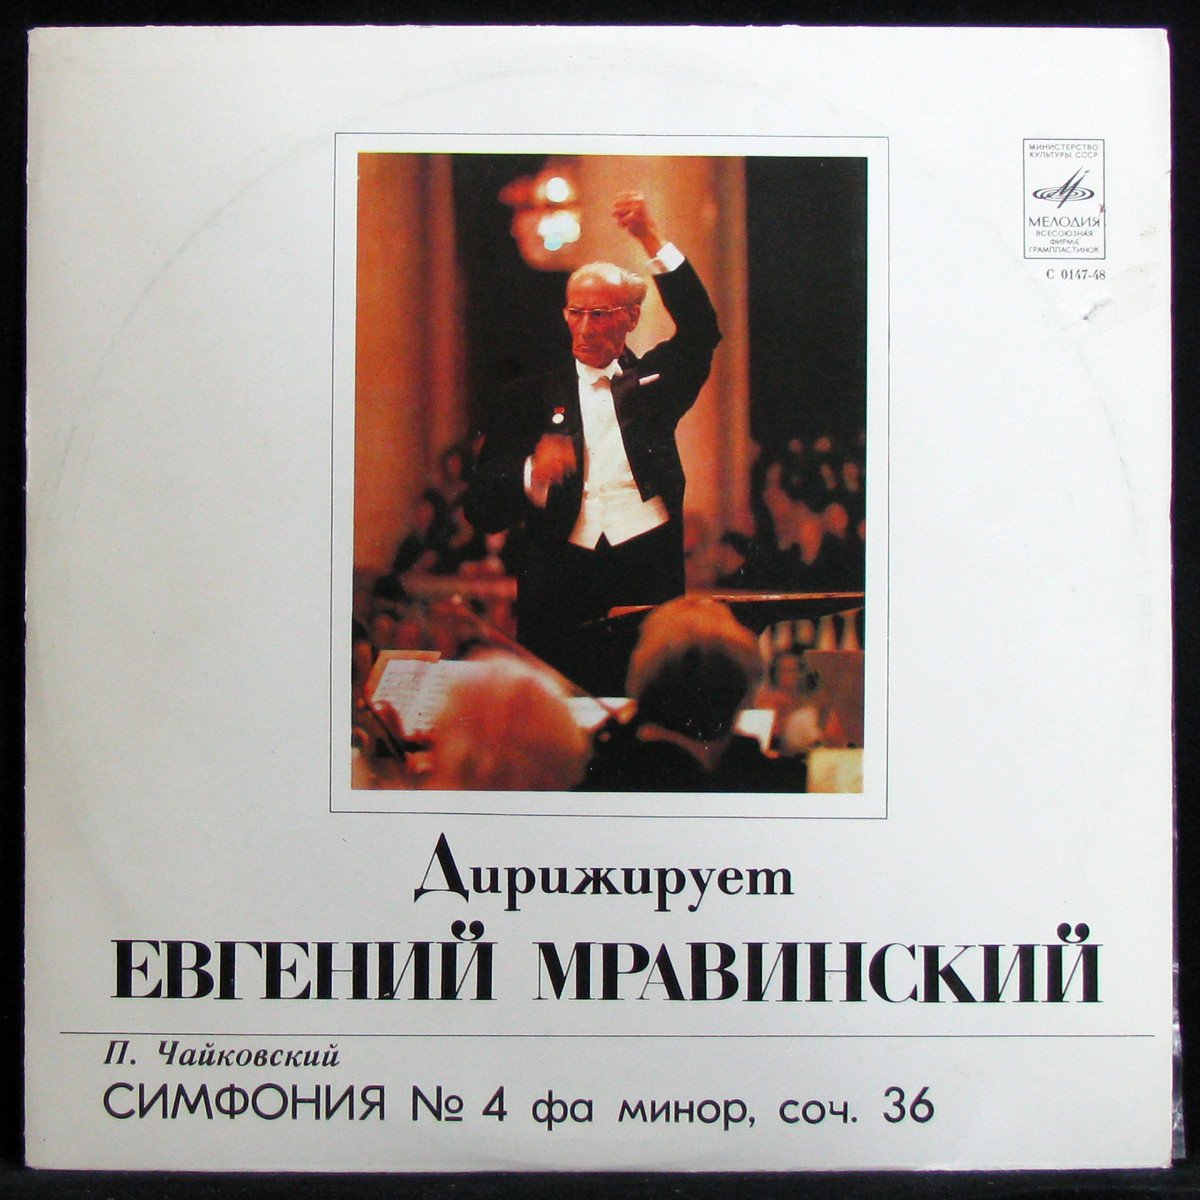 МИНИСТЕРСТВО
КУЛЬТУРЫ СССР
МЕЛОДИЯ
ВСЕСОЮЗНАЯ
ФИРМА
ГРАМПЛАСТИНОК
С 0147-48
Дирижирует
ЕВГЕНИЙ МРАВИНСКИЙ
П. Чайковский
СИМФОНИЯ № 4 фа минор, соч. 36